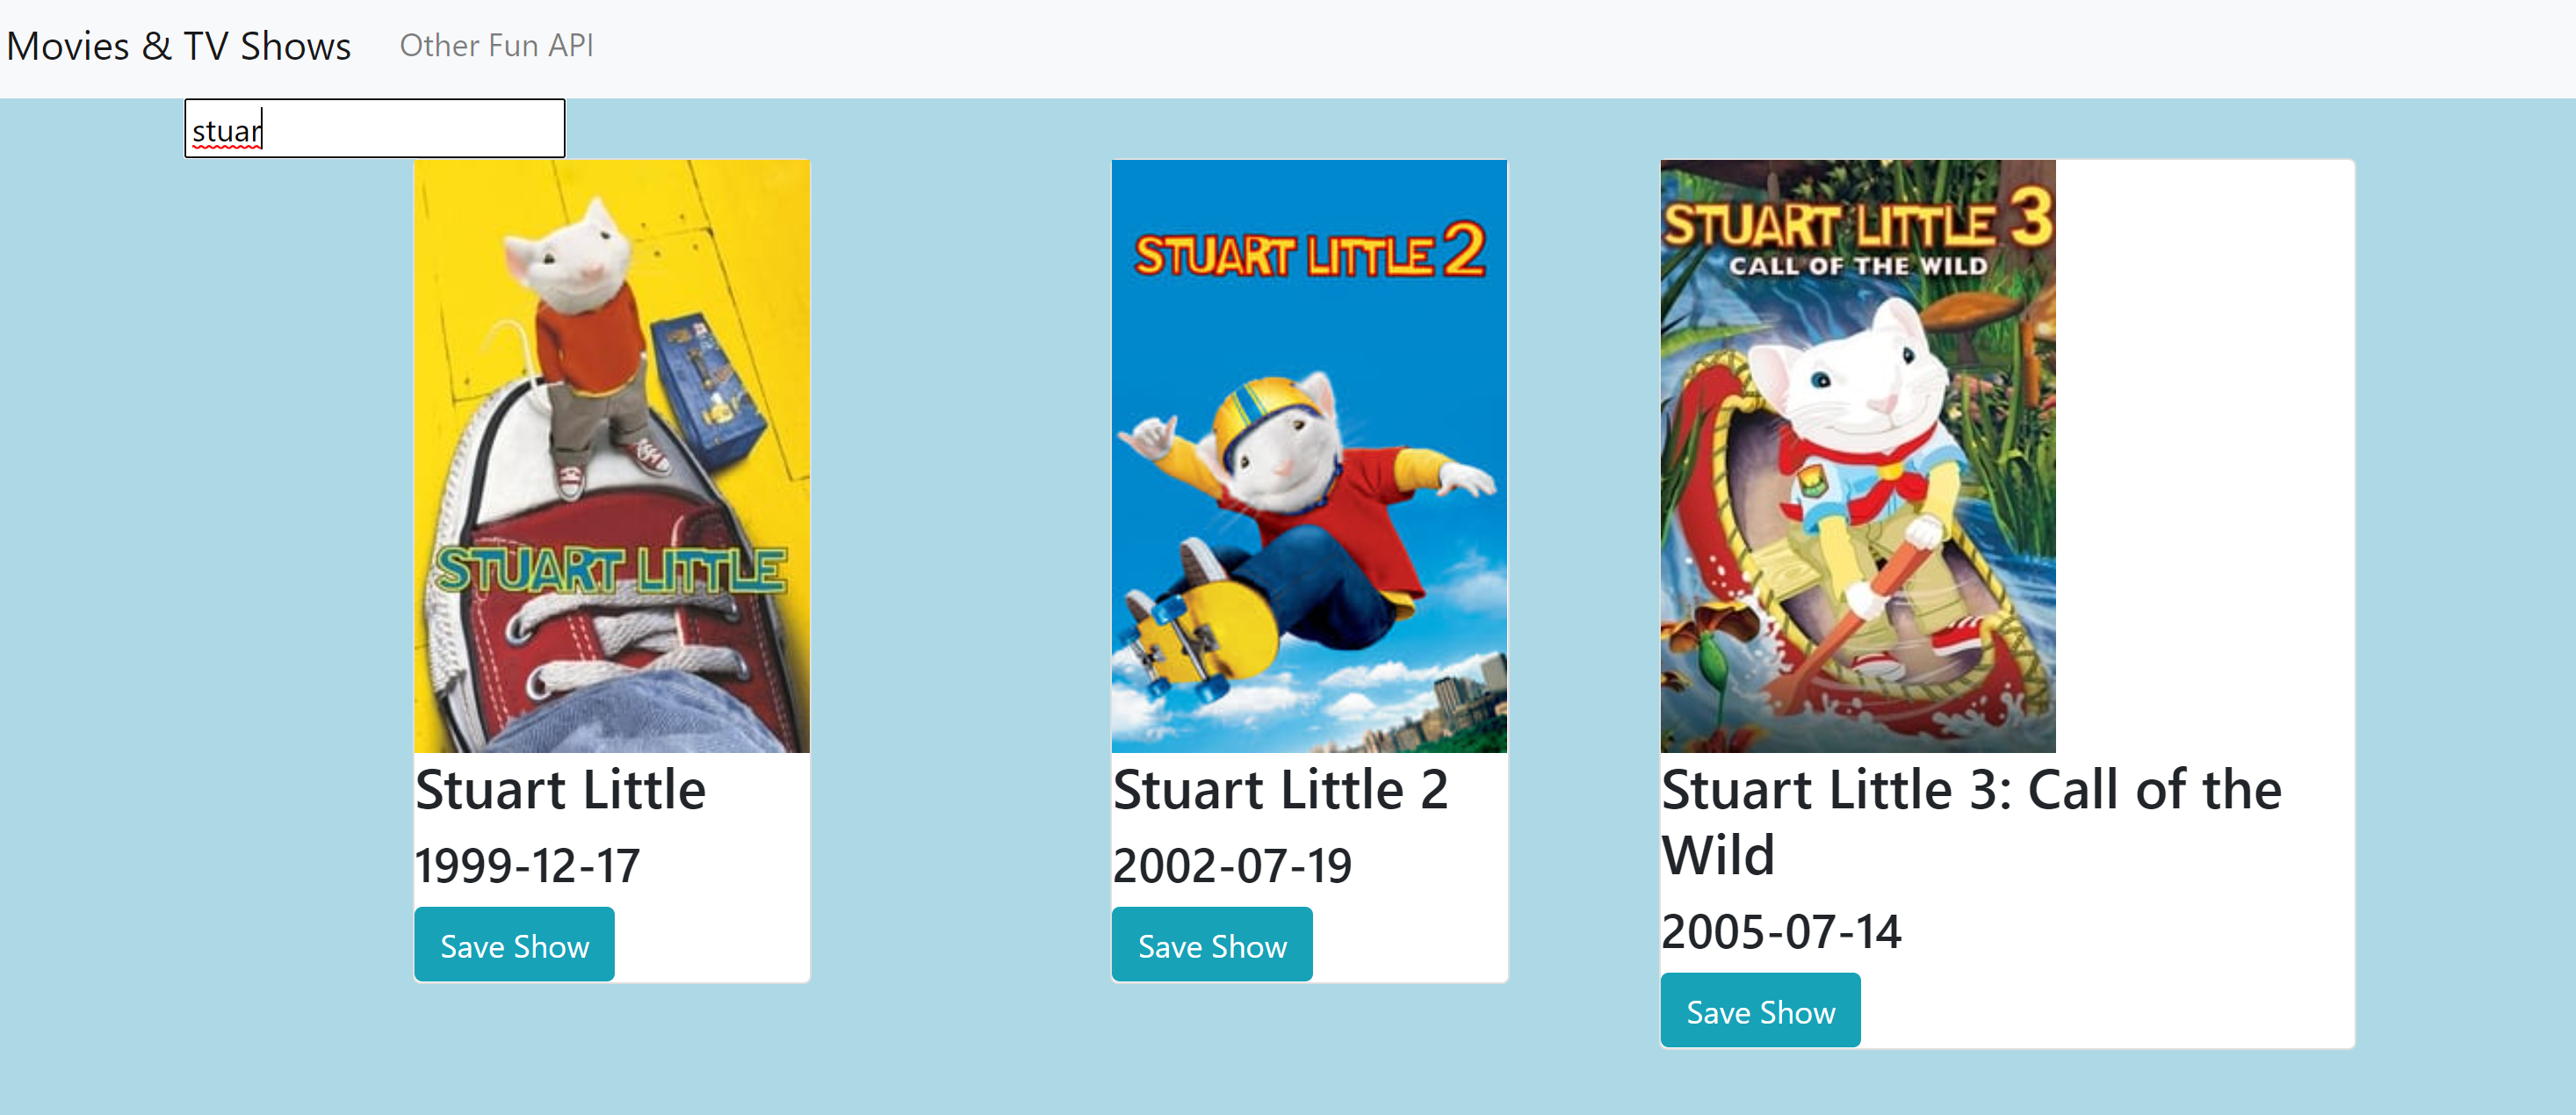 Movies & TV Shows Other Fun API
stuar
STUART LITTLE
Stuart Little
1999-12-17
Save Show
STUART LITTLE 2
Stuart Little 2
2002-07-19
Save Show
STUART LITTLE 3
CALL OF THE WILD
Stuart Little 3: Call of the
Wild
2005-07-14
Save Show